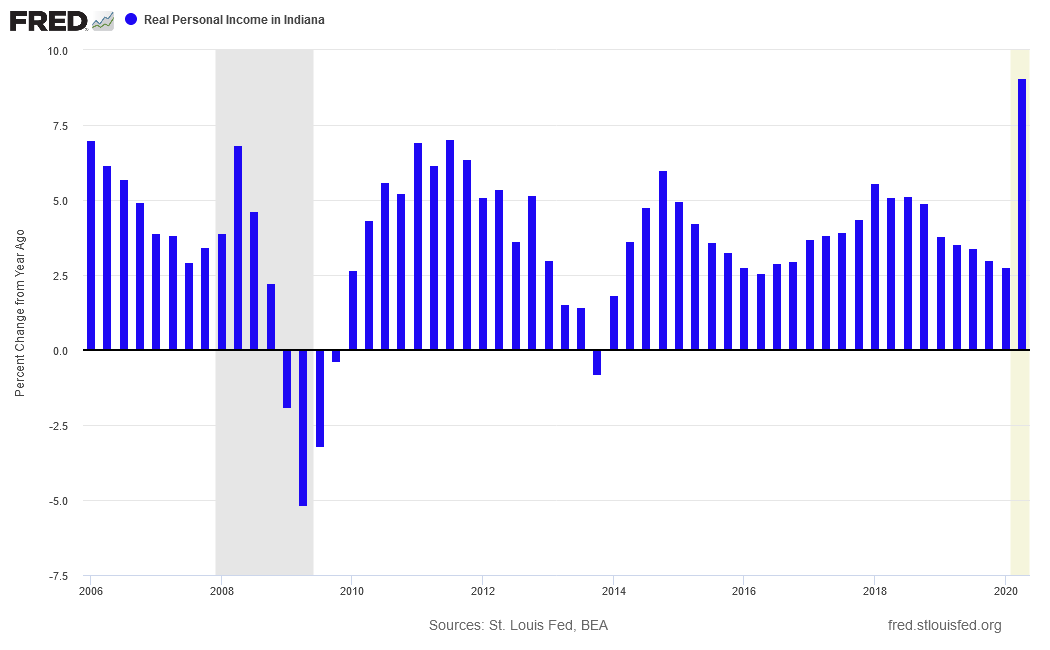 FRED Real Personal Income in Indiana
Percent Change from Year Ago
10.0
7.5
5.0
2.5
0.0
-2.5
-5.0
-7.5
2006 2008 2010 2012 2014 2016 2018 2020
Sources: St. Louis Fed, BEA fred.stlouisfed.org